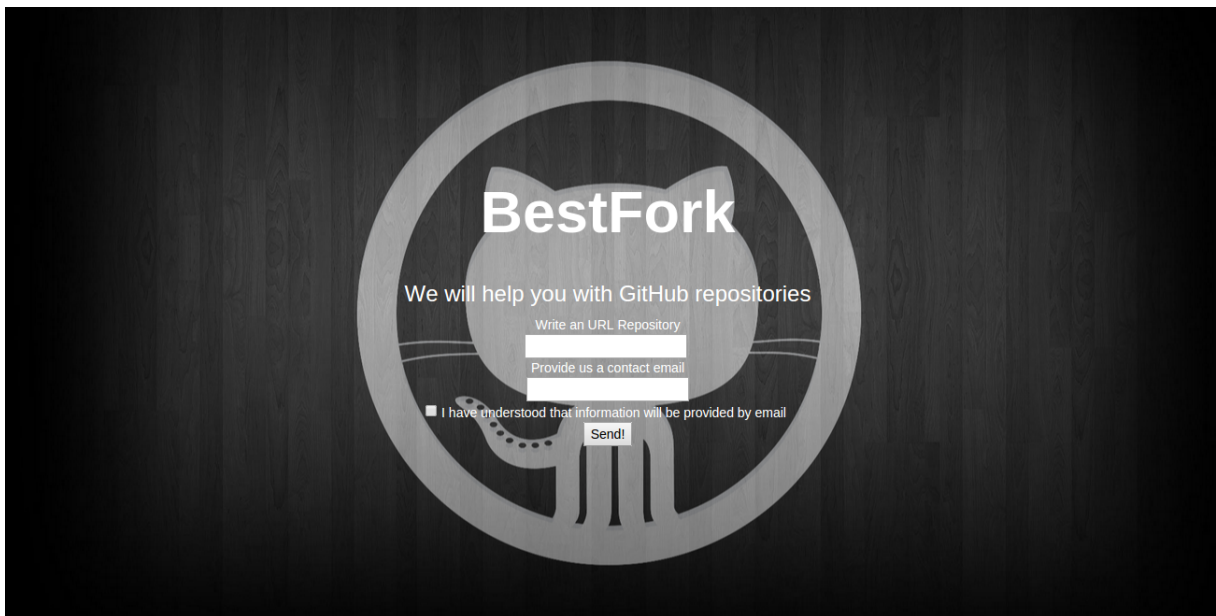 BestFork
We will help you with GitHub repositories
Write an URL Repository
Provide us a contact email
I have understood that information will be provided by email
Send!